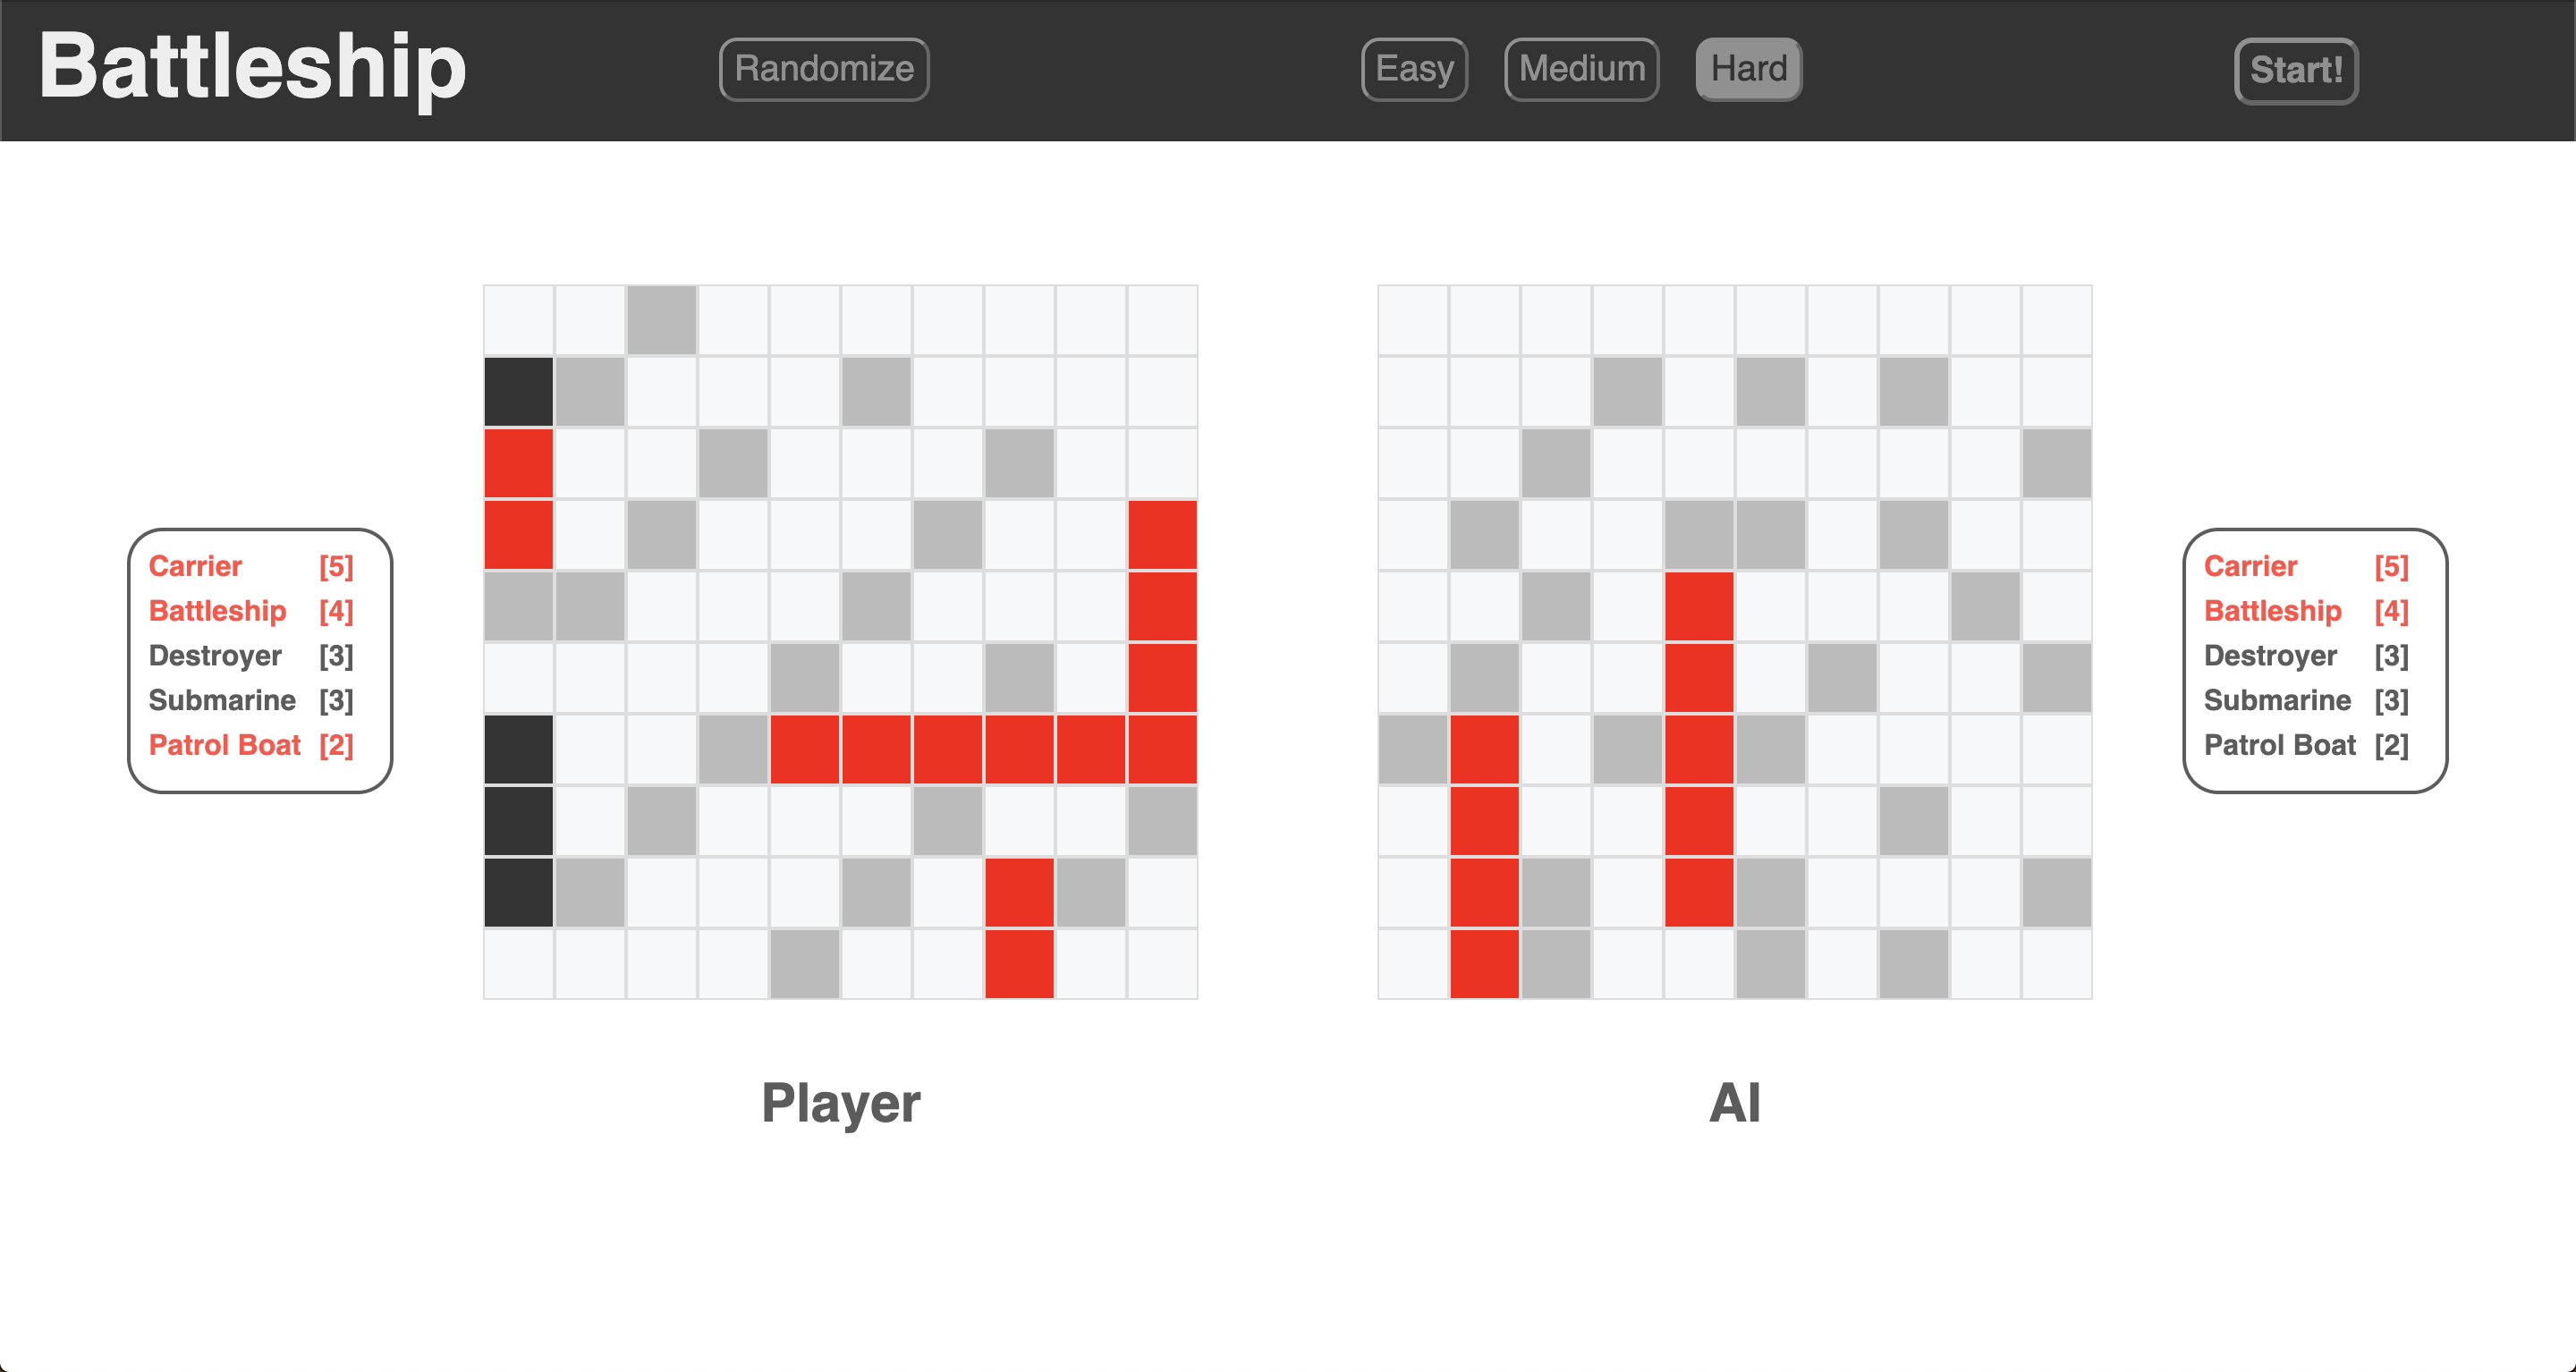 Battleship
Randomize
Easy
Medium
Hard
Start!
Carrier [5]
Battleship [4]
Destroyer [3]
Submarine [3]
Patrol Boat [2]
Carrier [5]
Battleship [4]
Destroyer [3]
Submarine [3]
Patrol Boat [2]
Player
AI